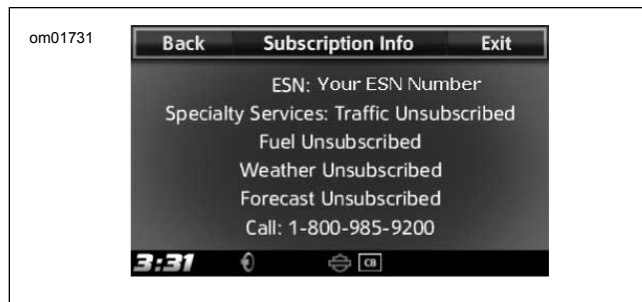 om01731
Back Subscription Info Exit
ESN: Your ESN Number
Specialty Services: Traffic Unsubscribed
Fuel Unsubscribed
Weather Unsubscribed
Forecast Unsubscribed
Call: 1-800-985-9200
3:31 CB